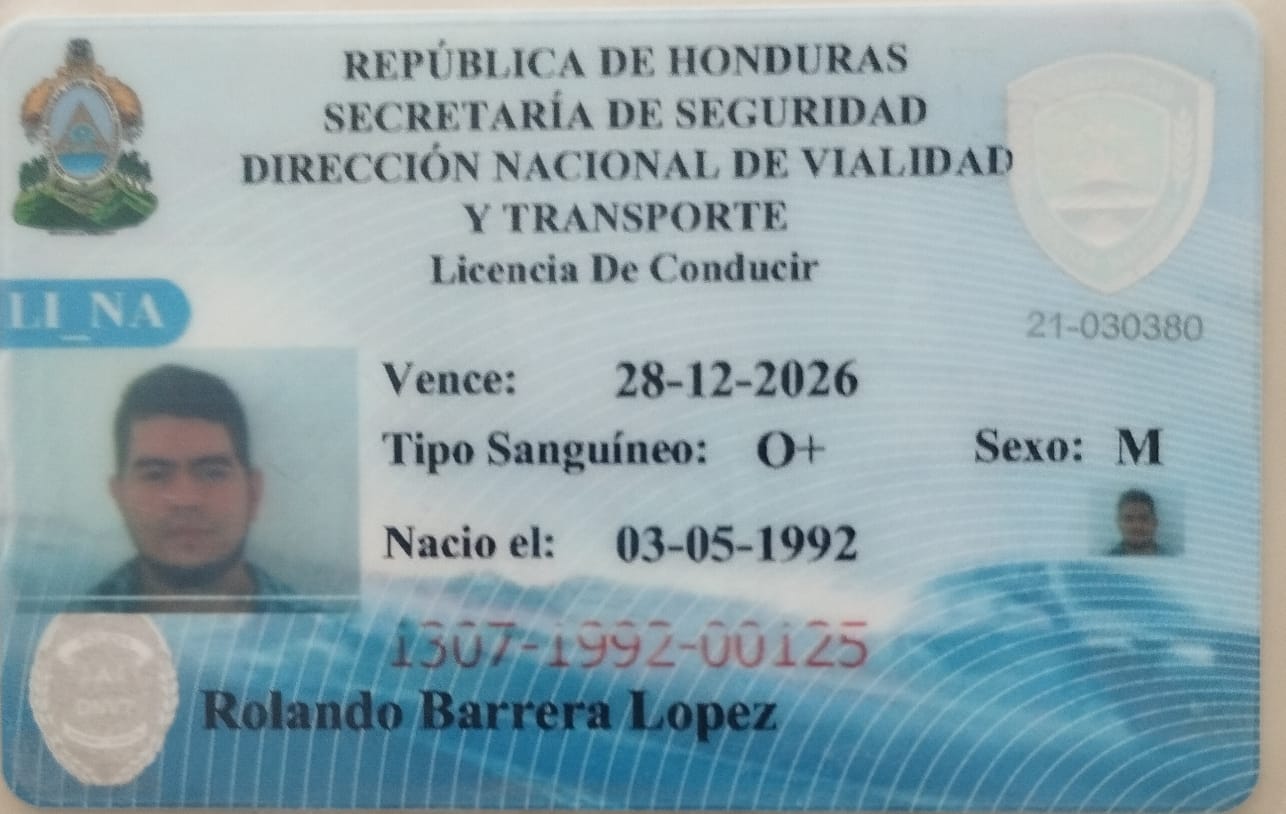 REPÚBLICA DE HONDURAS
SECRETARÍA DE SEGURIDAD
DIRECCIÓN NACIONAL DE VIALIDAD
Y TRANSPORTE
Licencia De Conducir
LI_NA
21-030380
Vence: 28-12-2026
Tipo Sanguíneo: O+ Sexo: M
Nacio el: 03-05-1992
1307-1992-00125
Rolando Barrera Lopez
DNVT